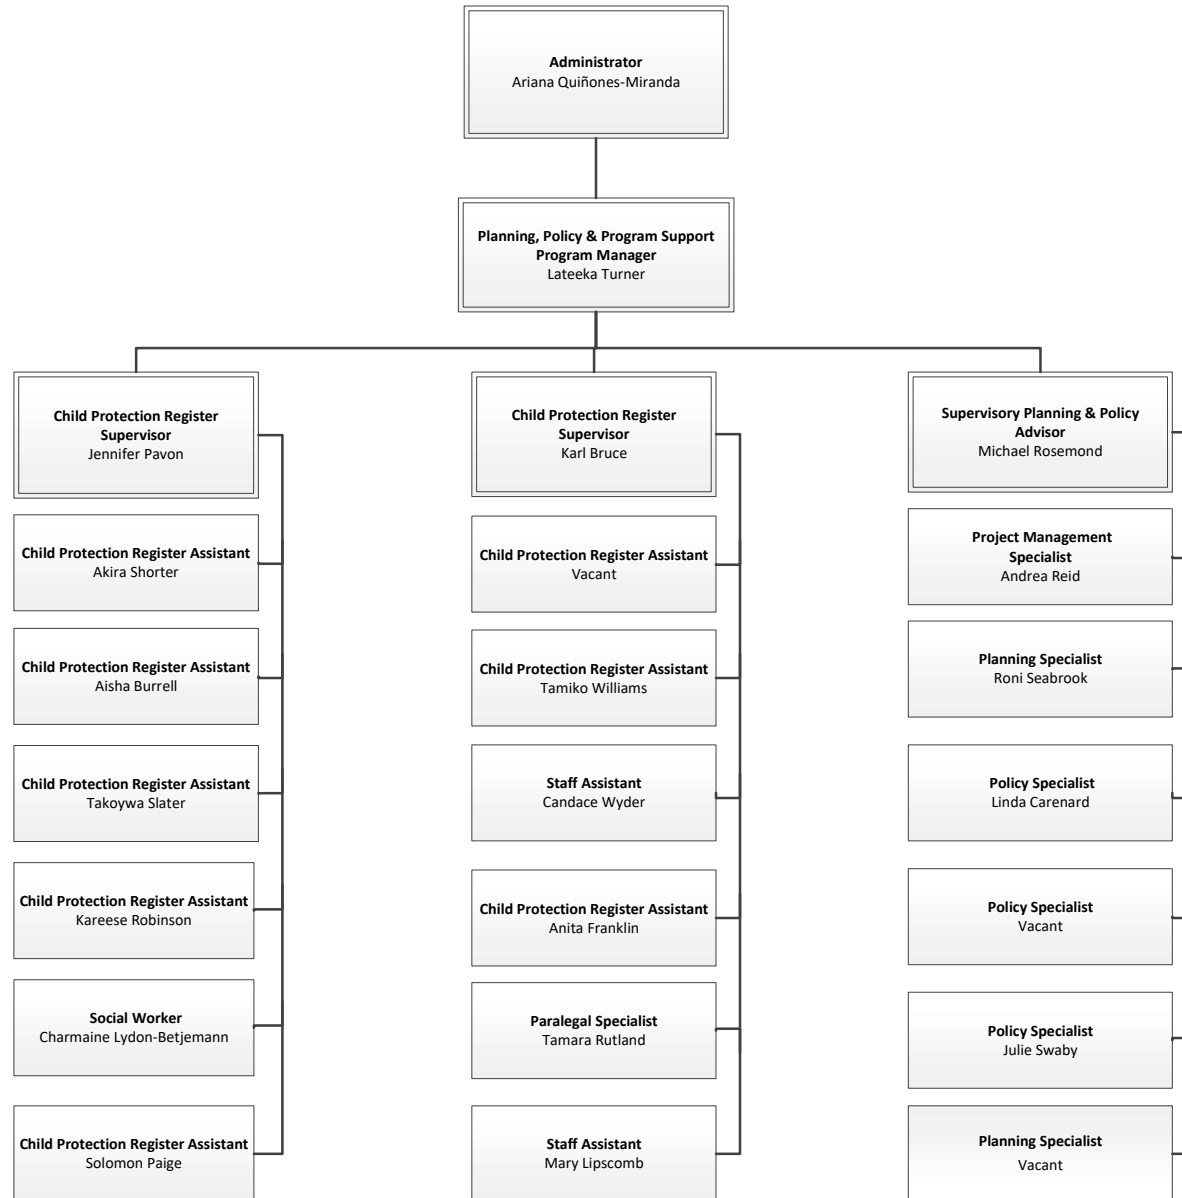 Administrator
Ariana Quiñones-Miranda
Planning, Policy & Program Support
Program Manager
Lateeka Turner
Child Protection Register
Supervisor
Jennifer Pavon
Child Protection Register Assistant
Akira Shorter
Child Protection Register Assistant
Aisha Burrell
Child Protection Register Assistant
Takoywa Slater
Child Protection Register Assistant
Kareese Robinson
Social Worker
Charmaine Lydon-Betjemann
Child Protection Register Assistant
Solomon Paige
Child Protection Register
Supervisor
Karl Bruce
Child Protection Register Assistant
Vacant
Child Protection Register Assistant
Tamiko Williams
Staff Assistant
Candace Wyder
Child Protection Register Assistant
Anita Franklin
Paralegal Specialist
Tamara Rutland
Staff Assistant
Mary Lipscomb
Supervisory Planning & Policy
Advisor
Michael Rosemond
Project Management
Specialist
Andrea Reid
Planning Specialist
Roni Seabrook
Policy Specialist
Linda Carenard
Policy Specialist
Vacant
Policy Specialist
Julie Swaby
Planning Specialist
Vacant